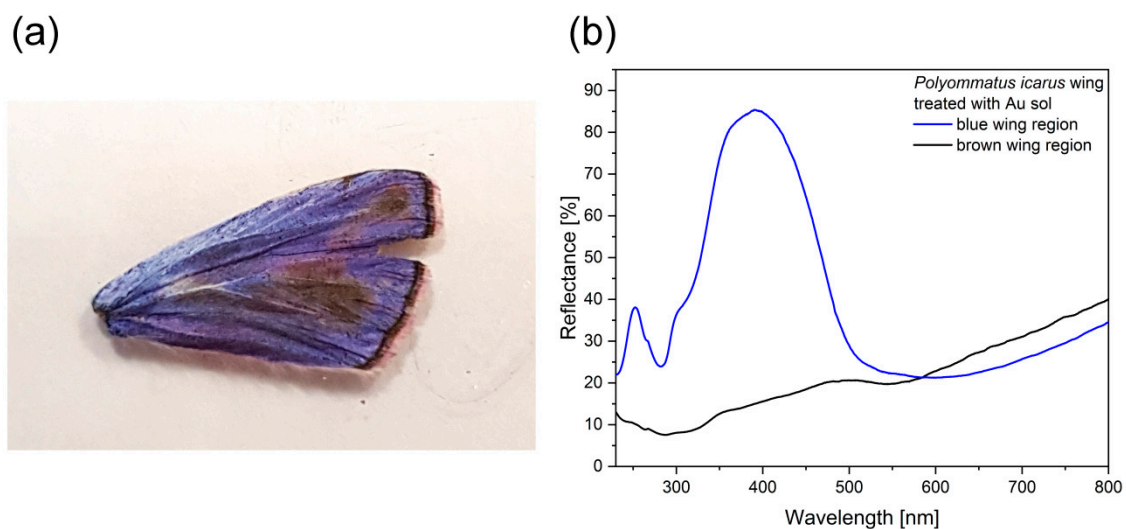 (a)
(b)
Polyommatus icarus wing
treated with Au sol
blue wing region
brown wing region
90
80
70
60
50
40
30
20
10
0
Reflectance [%]
300 400 500 600 700 800
Wavelength [nm]